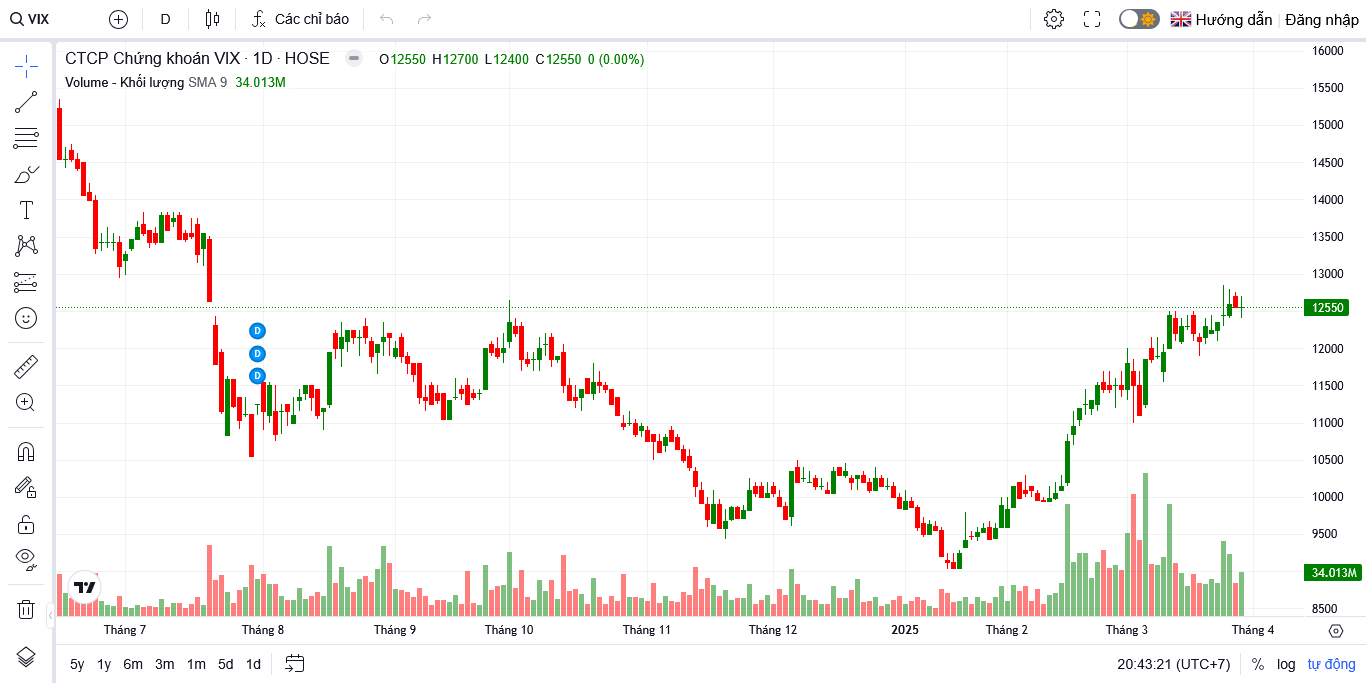 VIX D Các chỉ báo Hướng dẫn Đăng nhập
CTCP Chứng khoán VIX · 1D · HOSE O12550 H12700 L12400 C12550 0 (0.00%)
Volume - Khối lượng SMA 9 34.013M
16000
15500
15000
14500
14000
13500
13000
12550
12000
11500
11000
10500
10000
9500
34.013M
8500
D
D
D
Tháng 7 Tháng 8 Tháng 9 Tháng 10 Tháng 11 Tháng 12 2025 Tháng 2 Tháng 3 Tháng 4
5y 1y 6m 3m 1m 5d 1d 20:43:21 (UTC+7) % log tự động